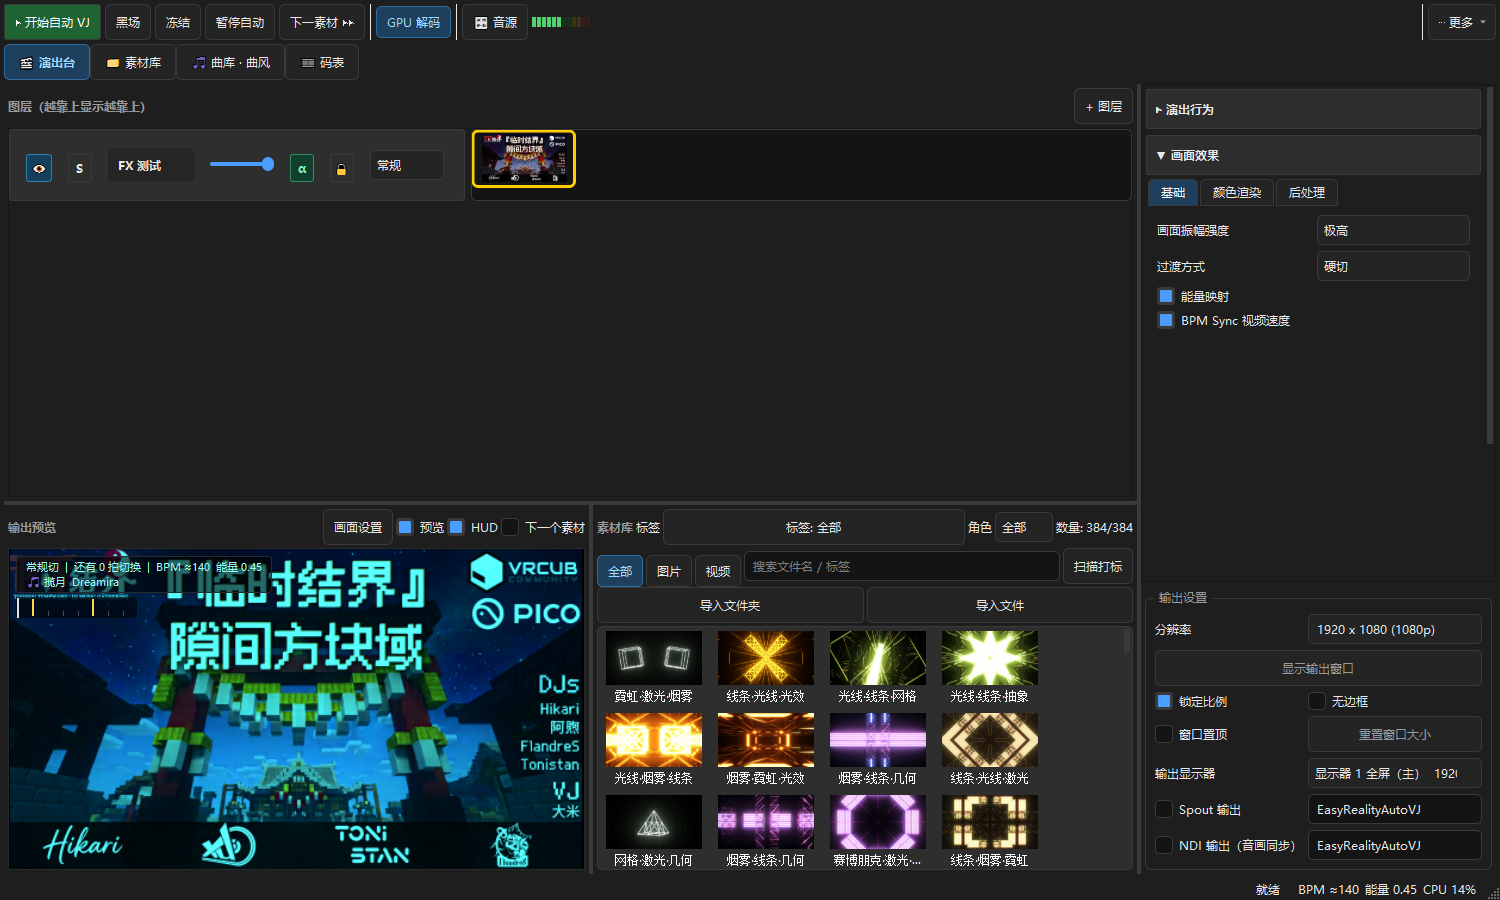 开始自动 VJ
黑场
冻结
暂停自动
下一素材
GPU 解码
音源
更多
演出台
素材库
曲库 · 曲风
码表
图层（越靠上显示越靠上）
+ 图层
S
FX 测试
α
常规
演出行为
画面效果
基础
颜色渲染
后处理
画面振幅强度
极高
过渡方式
硬切
能量映射
BPM Sync 视频速度
输出预览
画面设置
预览
HUD
下一个素材
常规切 | 还有 0 拍切换 | BPM ≈140 能量 0.45
揽月 Dreamira
『临时结界』
隙间方块域
VRCUB
COMMUNITY
PICO
DJs
Hikari
阿煦
FlandreS
Tonistan
VJ
大米
Hikari
TONI
STAN
FlandreS
素材库 标签
标签: 全部
角色
全部
数量: 384/384
全部
图片
视频
搜索文件名 / 标签
扫描打标
导入文件夹
导入文件
霓虹·激光·烟雾
线条·光线·光效
光线·线条·网格
光线·线条·抽象
光线·烟雾·线条
烟雾·霓虹·光效
烟雾·线条·几何
线条·光线·激光
网格·激光·几何
烟雾·线条·几何
赛博朋克·激光·...
线条·烟雾·霓虹
输出设置
分辨率
1920 x 1080 (1080p)
显示输出窗口
锁定比例
无边框
窗口置顶
重置窗口大小
输出显示器
显示器 1 全屏（主） 192
Spout 输出
EasyRealityAutoVJ
NDI 输出（音画同步）
EasyRealityAutoVJ
就绪
BPM ≈140 能量 0.45 CPU 14%